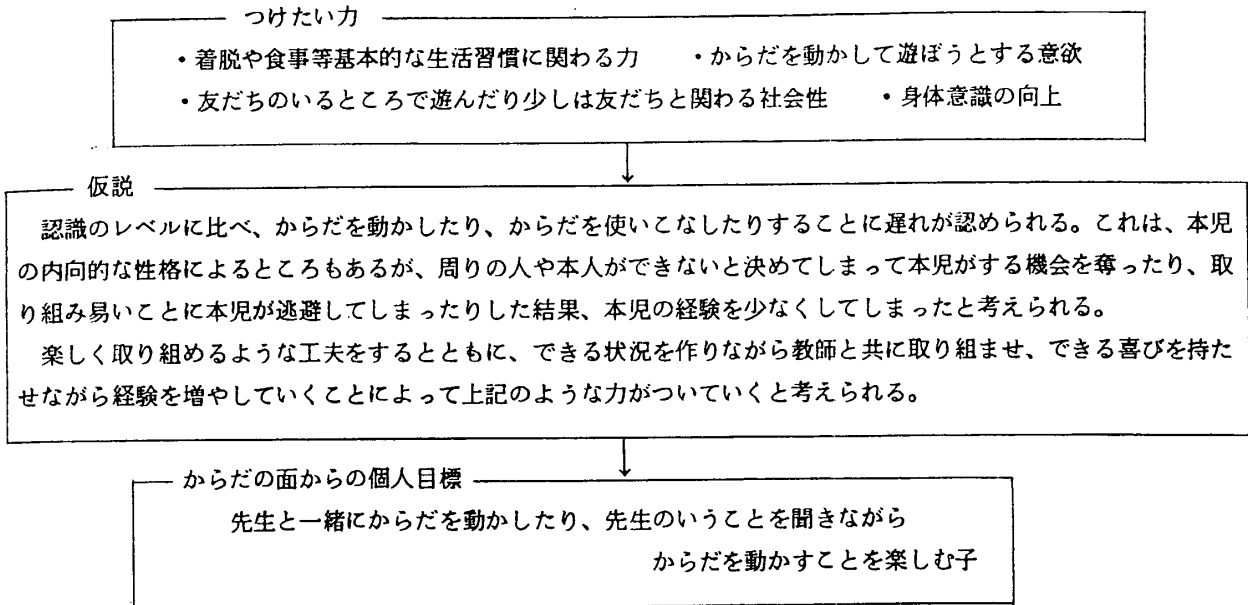 つけたい力
・着脱や食事等基本的な生活習慣に関わる力 ・からだを動かして遊ぼうとする意欲
・友だちのいるところで遊んだり少しは友だちと関わる社会性 ・身体意識の向上
仮説
認識のレベルに比べ、からだを動かしたり、からだを使いこなしたりすることに遅れが認められる。これは、本児
の内向的な性格によるところもあるが、周りの人や本人ができないと決めてしまって本児がする機会を奪ったり、取
り組み易いことに本児が逃避してしまったりした結果、本児の経験を少なくしてしまったと考えられる。
楽しく取り組めるような工夫をするとともに、できる状況を作りながら教師と共に取り組ませ、できる喜びを持た
せながら経験を増やしていくことによって上記のような力がついていくと考えられる。
からだの面からの個人目標
先生と一緒にからだを動かしたり、先生のいうことを聞きながら
からだを動かすことを楽しむ子